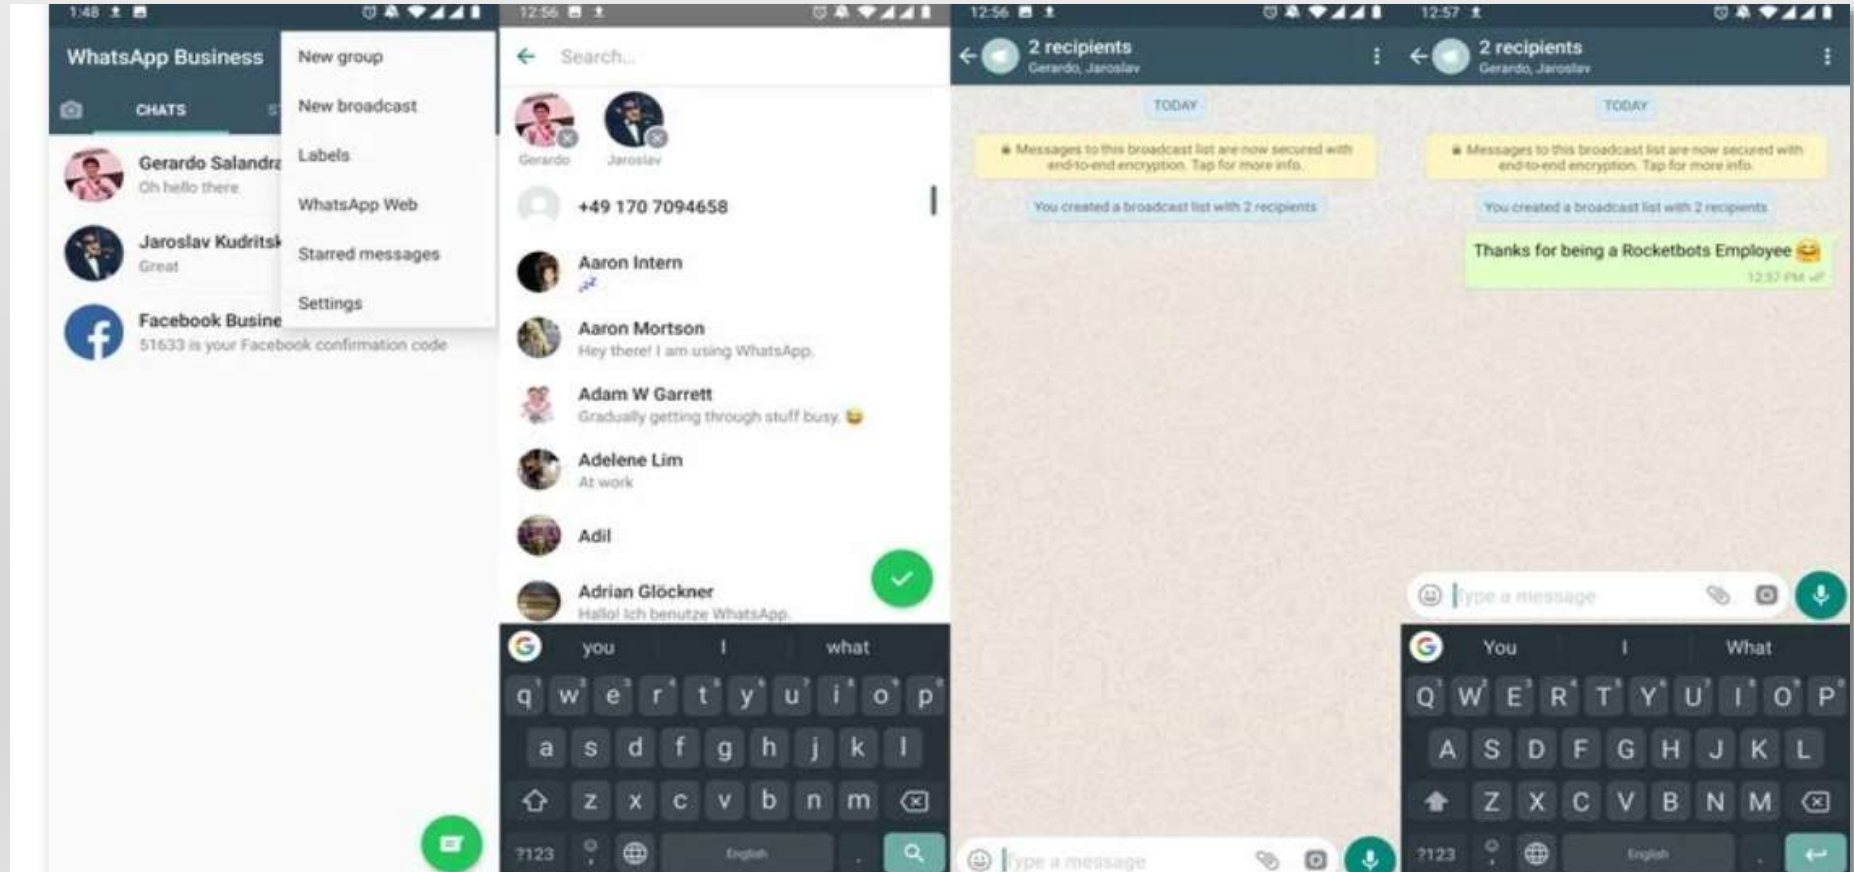 1:48
WhatsApp Business
CHATS
New group
New broadcast
Labels
WhatsApp Web
Starred messages
Settings
Gerardo Salandra
Oh hello there
Jaroslav Kudritsk
Great
Facebook Busine
51633 is your Facebook confirmation code
12:56
Search...
Gerardo
Jaroslav
+49 170 7094658
Aaron Intern
Aaron Mortson
Hey there! I am using WhatsApp.
Adam W Garrett
Gradually getting through stuff busy. 😅
Adelene Lim
At work
Adil
Adrian Glöckner
Hallo! Ich benutze WhatsApp.
you I what
q w e r t y u i o p
a s d f g h j k l
z x c v b n m
?123 , English .
12:56
2 recipients
Gerardo, Jaroslav
TODAY
Messages to this broadcast list are now secured with
end-to-end encryption. Tap for more info.
You created a broadcast list with 2 recipients
Type a message
12:57
2 recipients
Gerardo, Jaroslav
TODAY
Messages to this broadcast list are now secured with
end-to-end encryption. Tap for more info.
You created a broadcast list with 2 recipients
Thanks for being a Rocketbots Employee 🤗
12:57 PM
Type a message
You I What
Q W E R T Y U I O P
A S D F G H J K L
Z X C V B N M
?123 , English .